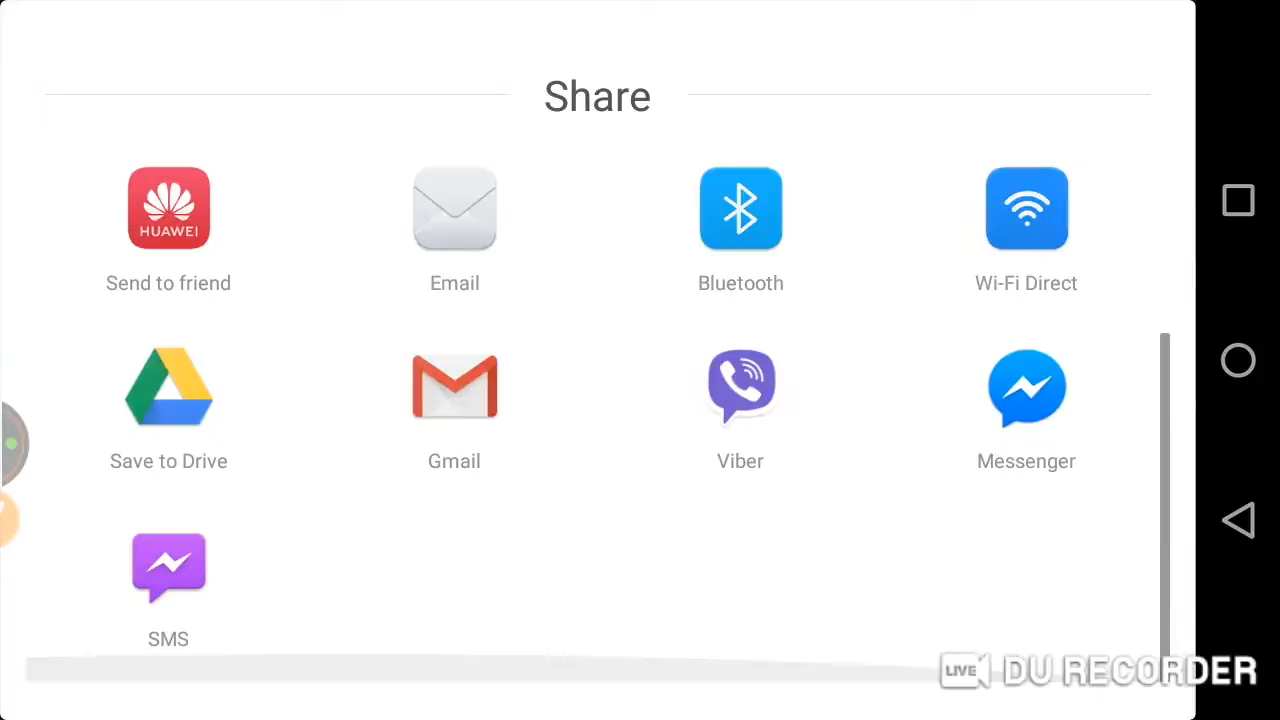 Share
HUAWEI
Send to friend
Email
Bluetooth
Wi-Fi Direct
Save to Drive
Gmail
Viber
Messenger
SMS
LIVE DU RECORDER